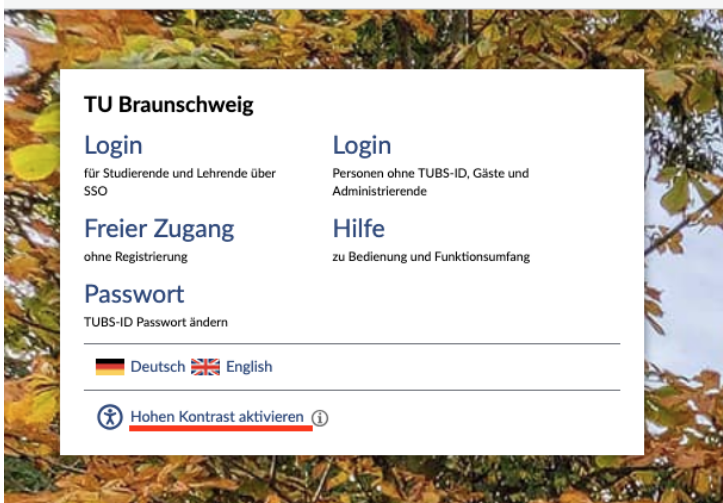 TU Braunschweig
Login
für Studierende und Lehrende über
SSO
Login
Personen ohne TUBS-ID, Gäste und
Administrierende
Freier Zugang
ohne Registrierung
Hilfe
zu Bedienung und Funktionsumfang
Passwort
TUBS-ID Passwort ändern
Deutsch English
Hohen Kontrast aktivieren